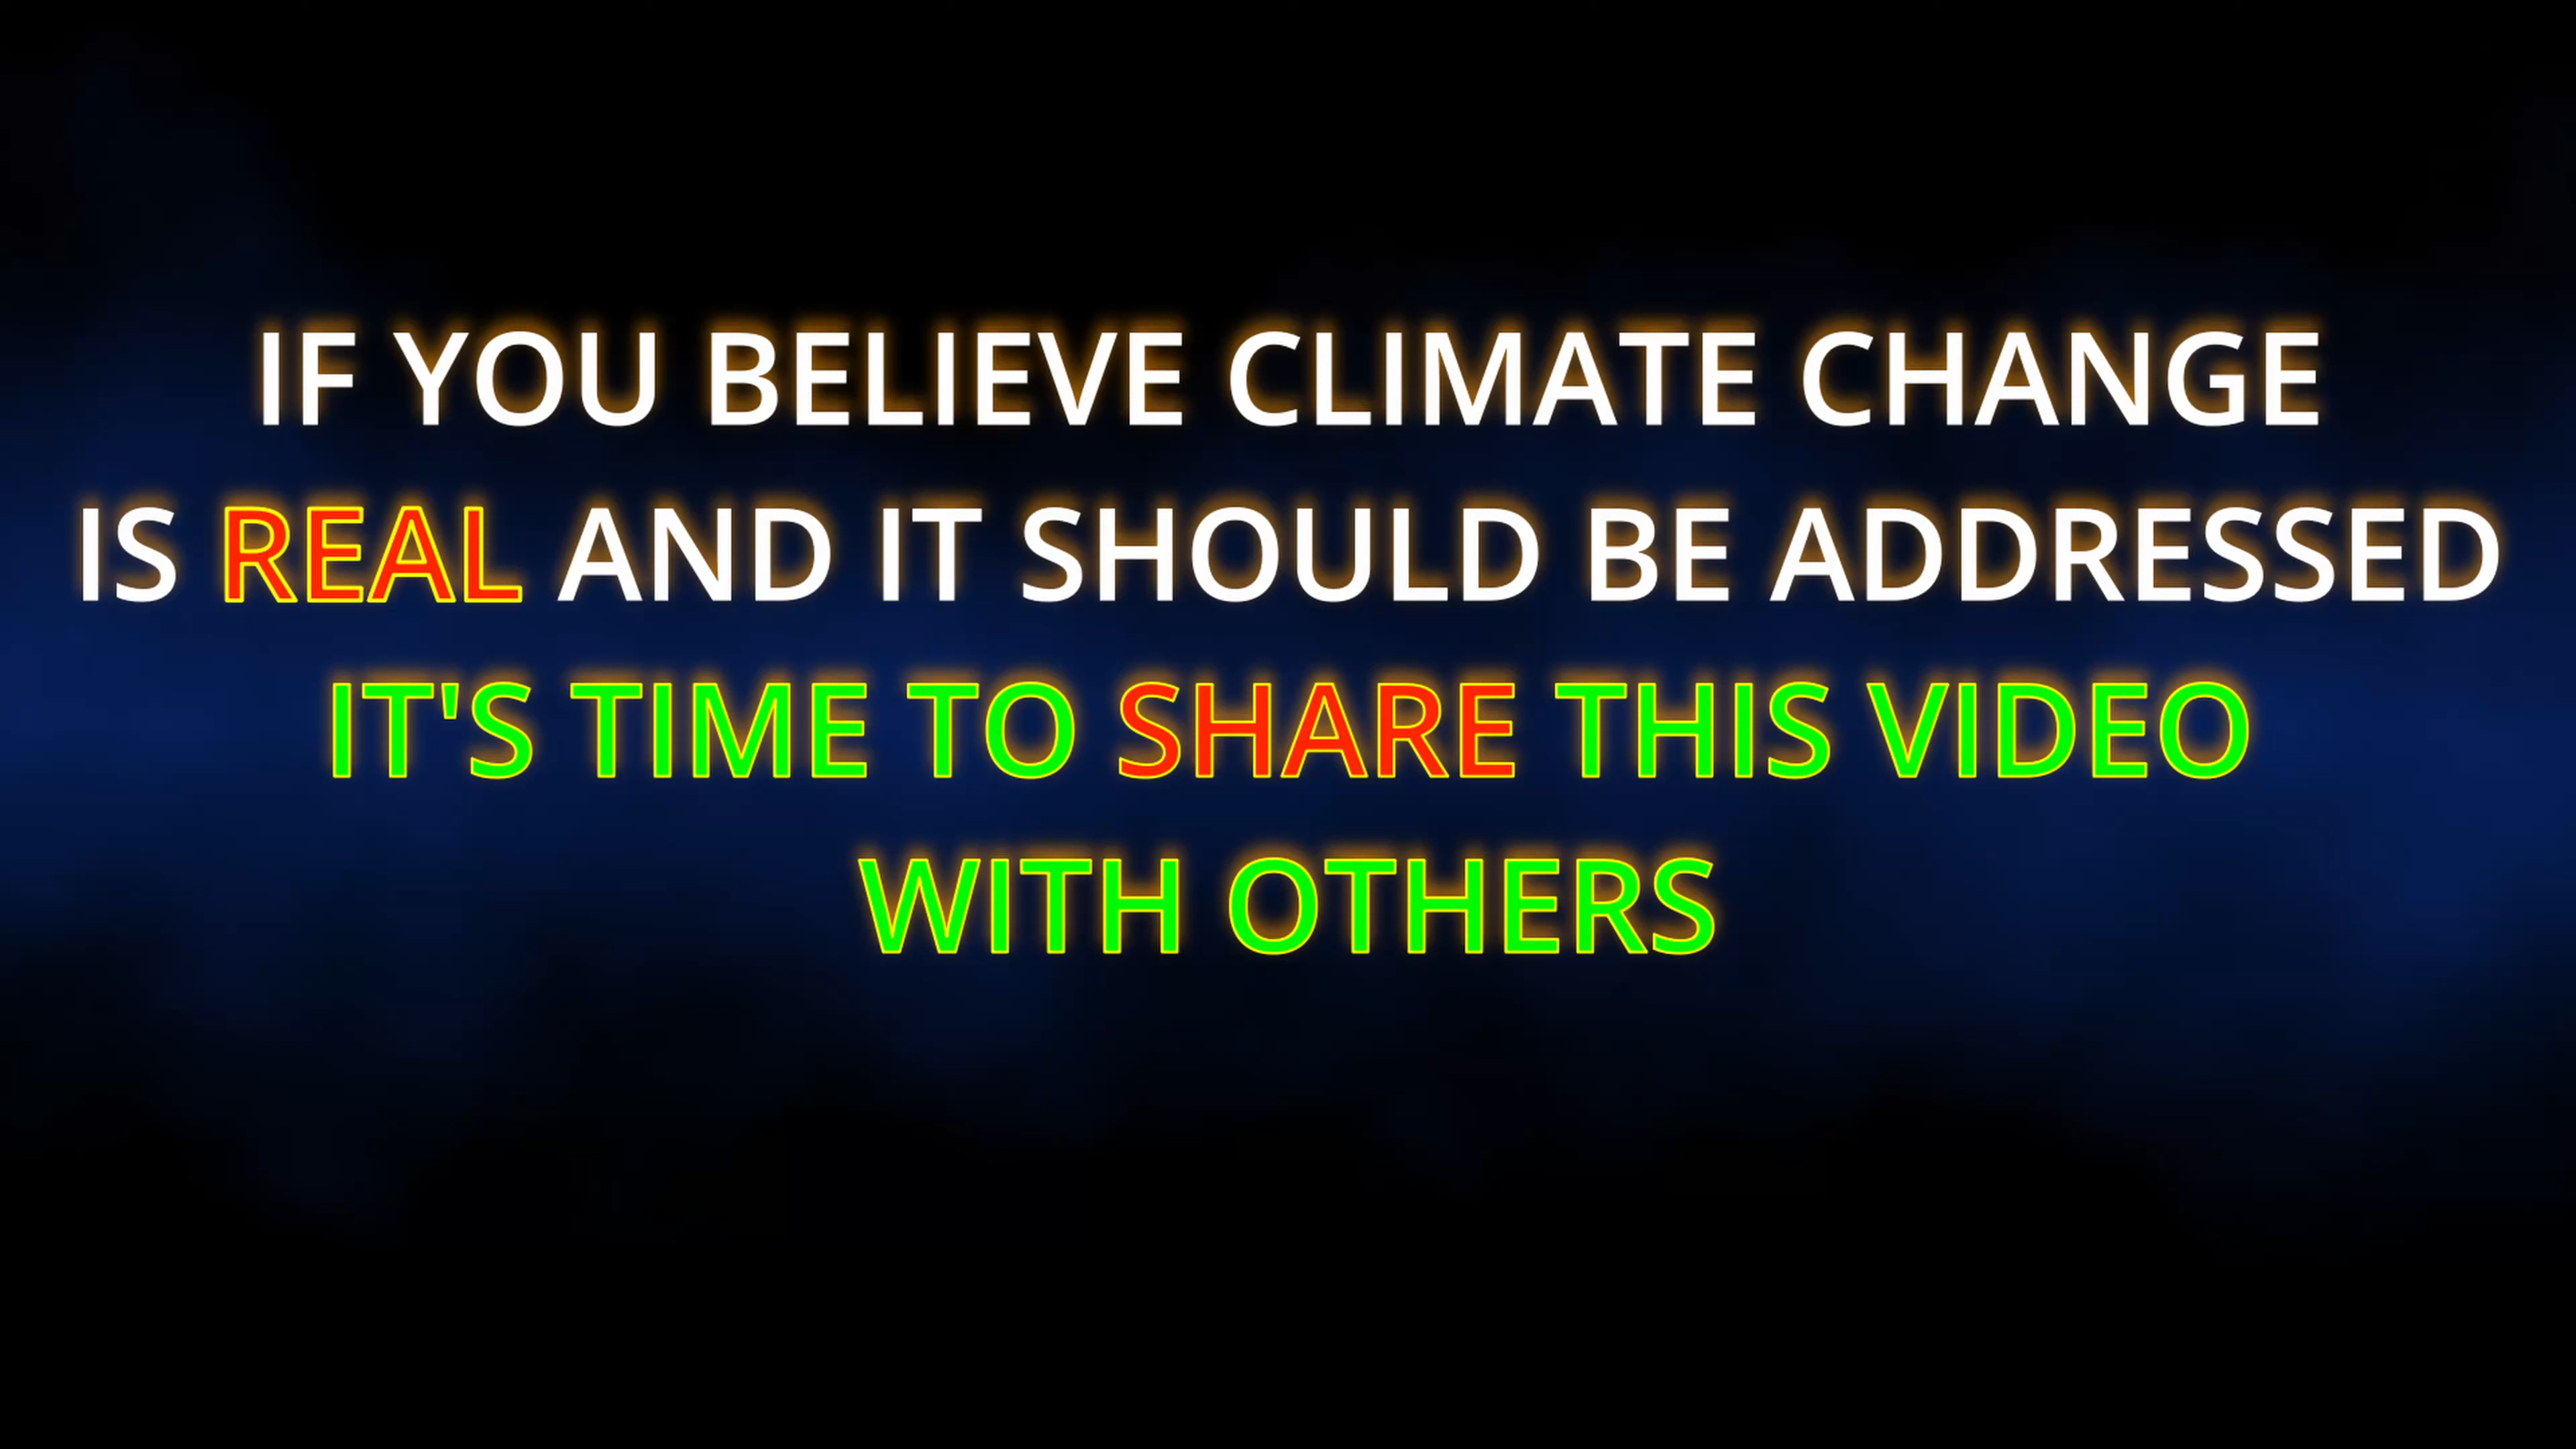 IF YOU BELIEVE CLIMATE CHANGE
IS REAL AND IT SHOULD BE ADDRESSED
IT'S TIME TO SHARE THIS VIDEO
WITH OTHERS